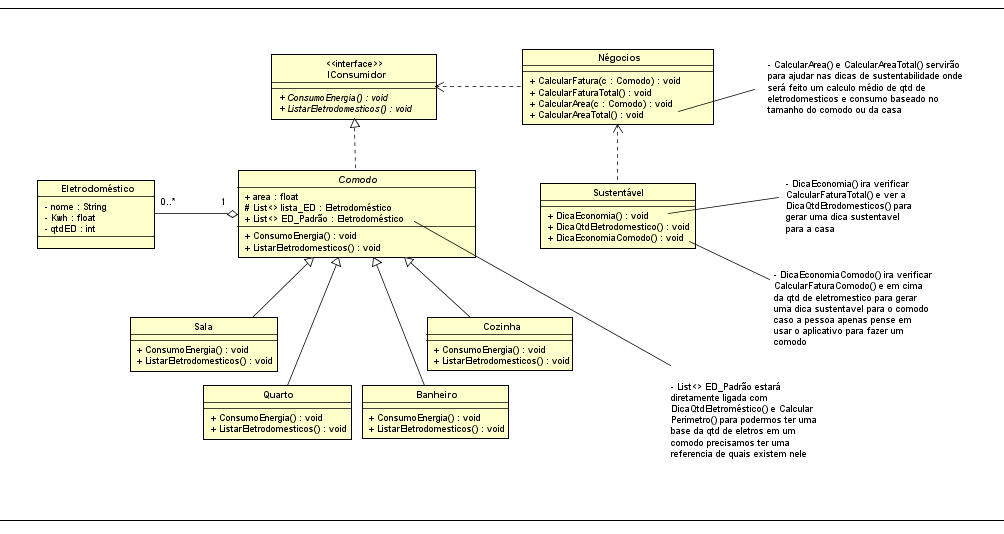 <<interface>>
IConsumidor
+ ConsumoEnergia() : void
+ ListarEletrodomesticos() : void
Négocios
+ CalcularFatura(c : Comodo) : void
+ CalcularFaturaTotal() : void
+ CalcularArea(c : Comodo) : void
+ CalcularAreaTotal() : void
- CalcularArea() e CalcularAreaTotal() servirão
para ajudar nas dicas de sustentabilidade onde
será feito um calculo médio de qtd de
eletrodomesticos e consumo baseado no
tamanho do comodo ou da casa
Eletrodoméstico
- nome : String
- Kwh : float
- qtdED : int
0..*
1
Comodo
+ area : float
# List<> lista_ED : Eletrodoméstico
+ List<> ED_Padrão : Eletrodoméstico
+ ConsumoEnergia() : void
+ ListarEletrodomesticos() : void
Sustentável
+ DicaEconomia() : void
+ DicaQtdEletrodomestico() : void
+ DicaEconomiaComodo() : void
- DicaEconomia() ira verificar
CalcularFaturaTotal() e ver a
DicaQtdEtrodomesticos() para
gerar uma dica sustentavel
para a casa
- DicaEconomiaComodo() ira verificar
CalcularFaturaComodo() e em cima
da qtd de eletromestico para gerar
uma dica sustentavel para o comodo
caso a pessoa apenas pense em
usar o aplicativo para fazer um
comodo
Sala
+ ConsumoEnergia() : void
+ ListarEletrodomesticos() : void
Cozinha
+ ConsumoEnergia() : void
+ ListarEletrodomesticos() : void
Quarto
+ ConsumoEnergia() : void
+ ListarEletrodomesticos() : void
Banheiro
+ ConsumoEnergia() : void
+ ListarEletrodomesticos() : void
- List<> ED_Padrão estará
diretamente ligada com
DicaQtdEletroméstico() e Calcular
Perimetro() para podermos ter uma
base da qtd de eletros em um
comodo precisamos ter uma
referencia de quais existem nele